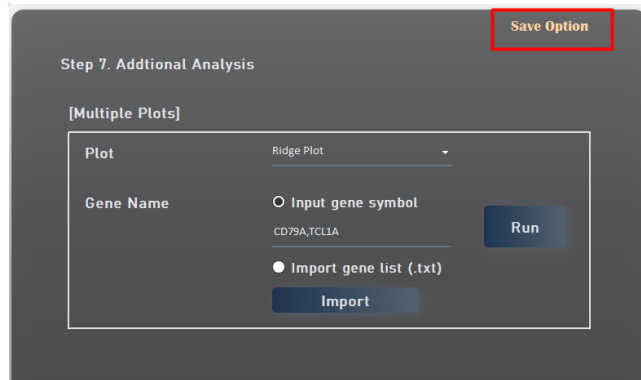 Save Option
Step 7. Addtional Analysis
[Multiple Plots]
Plot
Ridge Plot
Gene Name
Input gene symbol
CD79A,TCL1A
Run
Import gene list (.txt)
Import